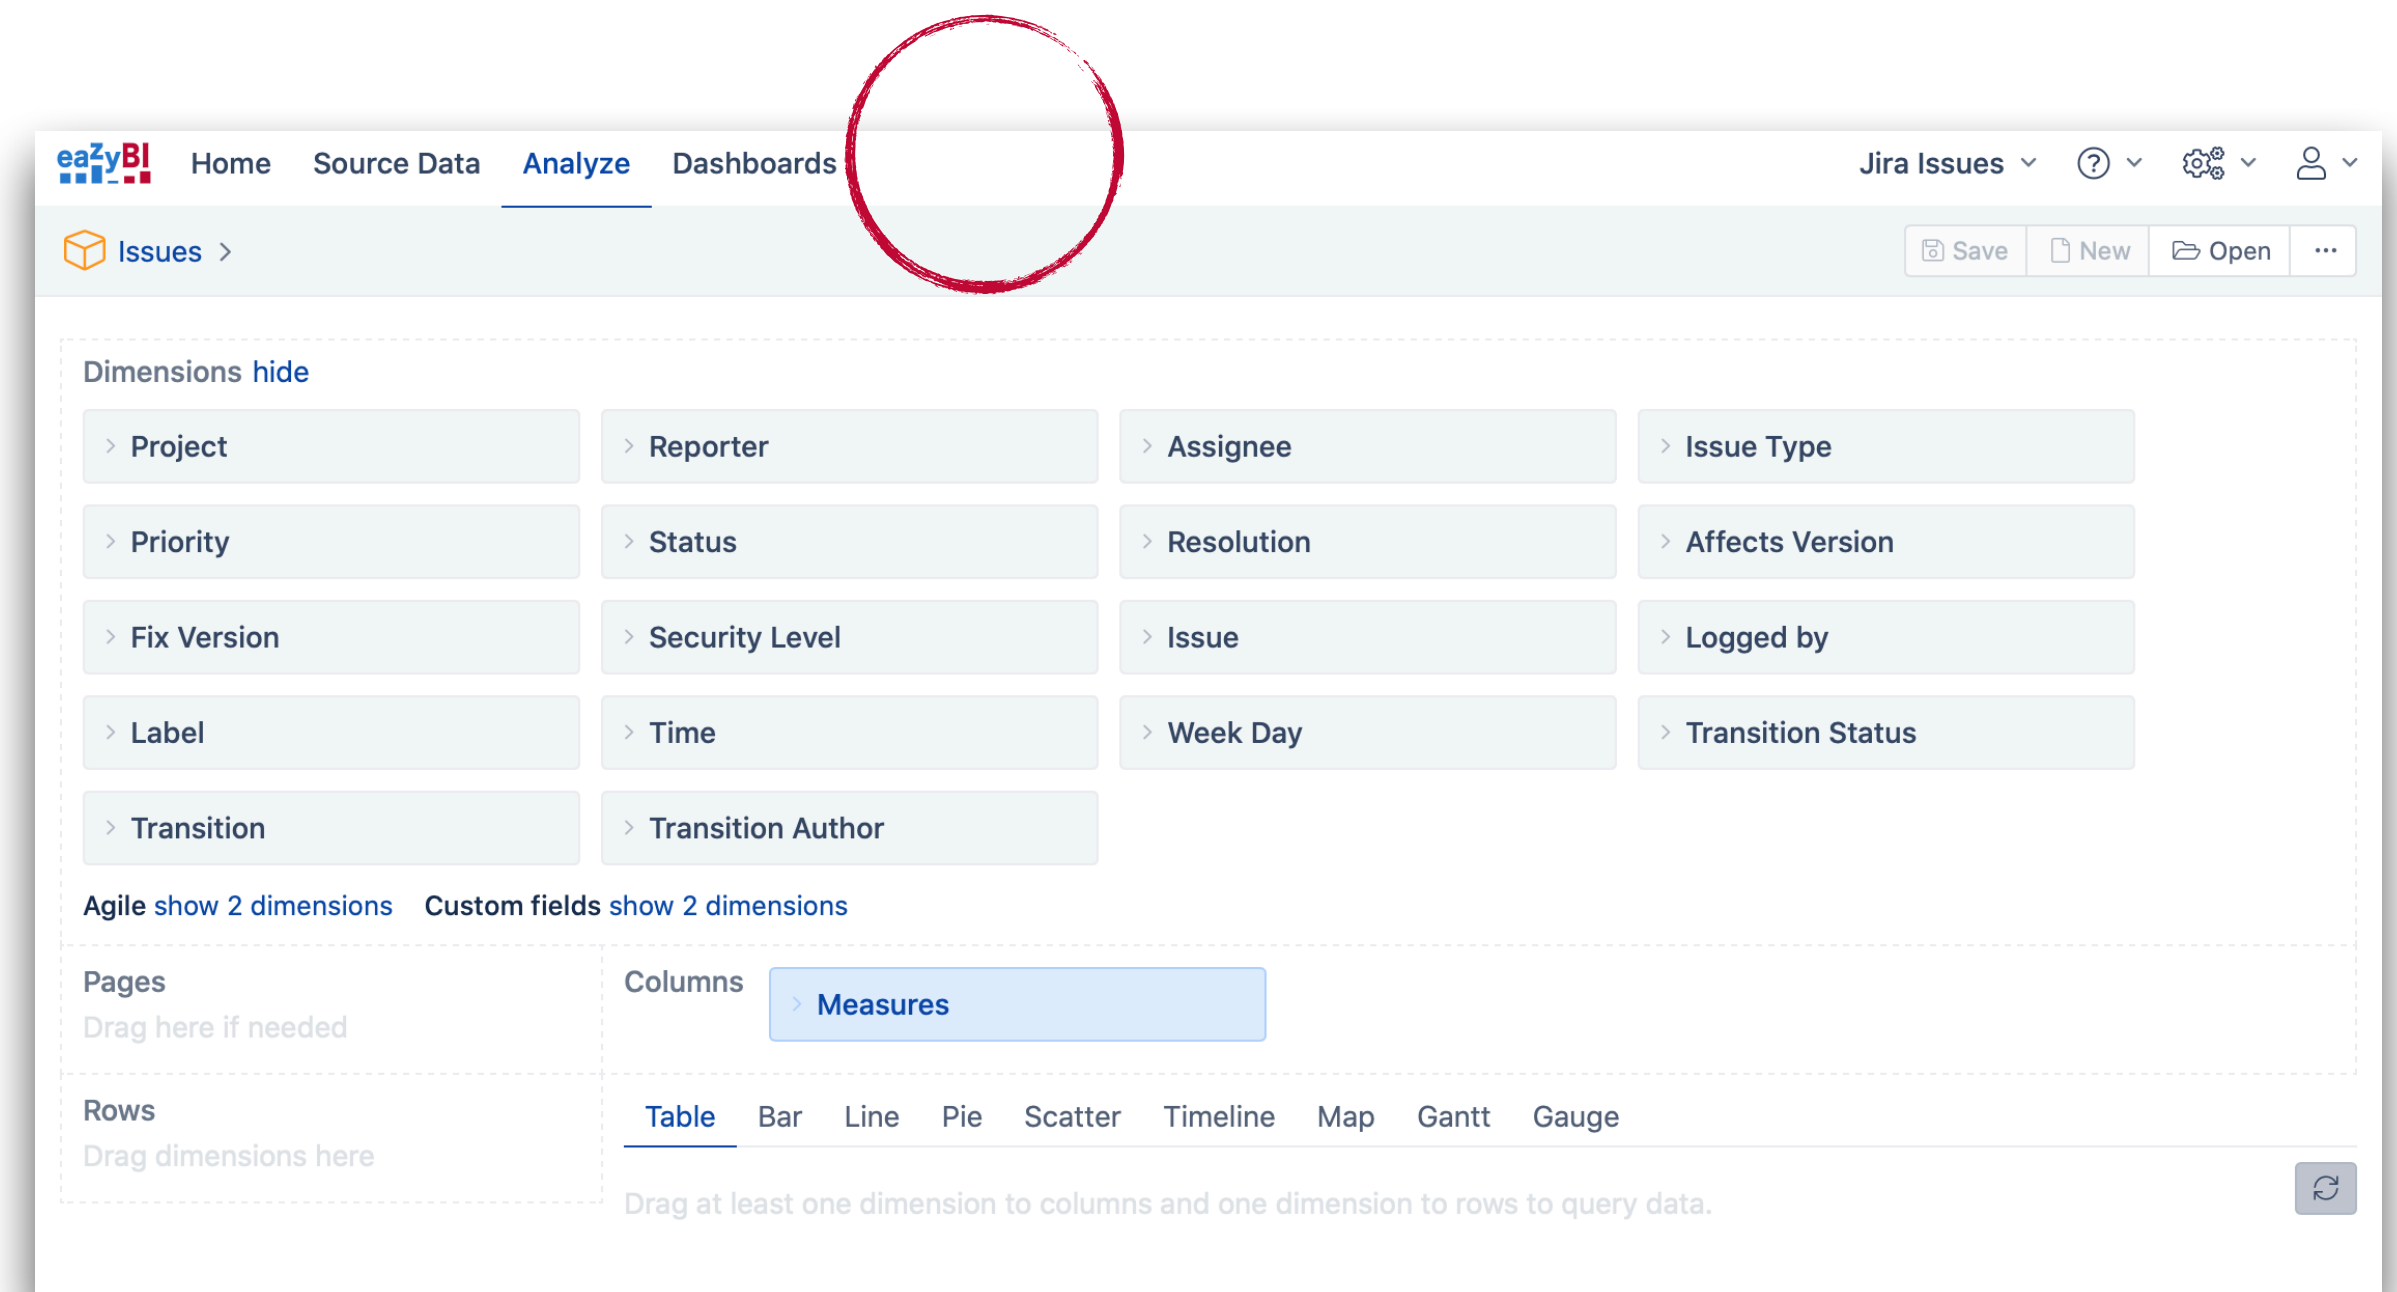 eazyBI Home Source Data Analyze Dashboards Jira Issues
Issues Save New Open
Dimensions hide
Project Reporter Assignee Issue Type
Priority Status Resolution Affects Version
Fix Version Security Level Issue Logged by
Label Time Week Day Transition Status
Transition Transition Author
Agile show 2 dimensions Custom fields show 2 dimensions
Pages
Drag here if needed
Columns Measures
Rows
Drag dimensions here
Table Bar Line Pie Scatter Timeline Map Gantt Gauge
Drag at least one dimension to columns and one dimension to rows to query data.